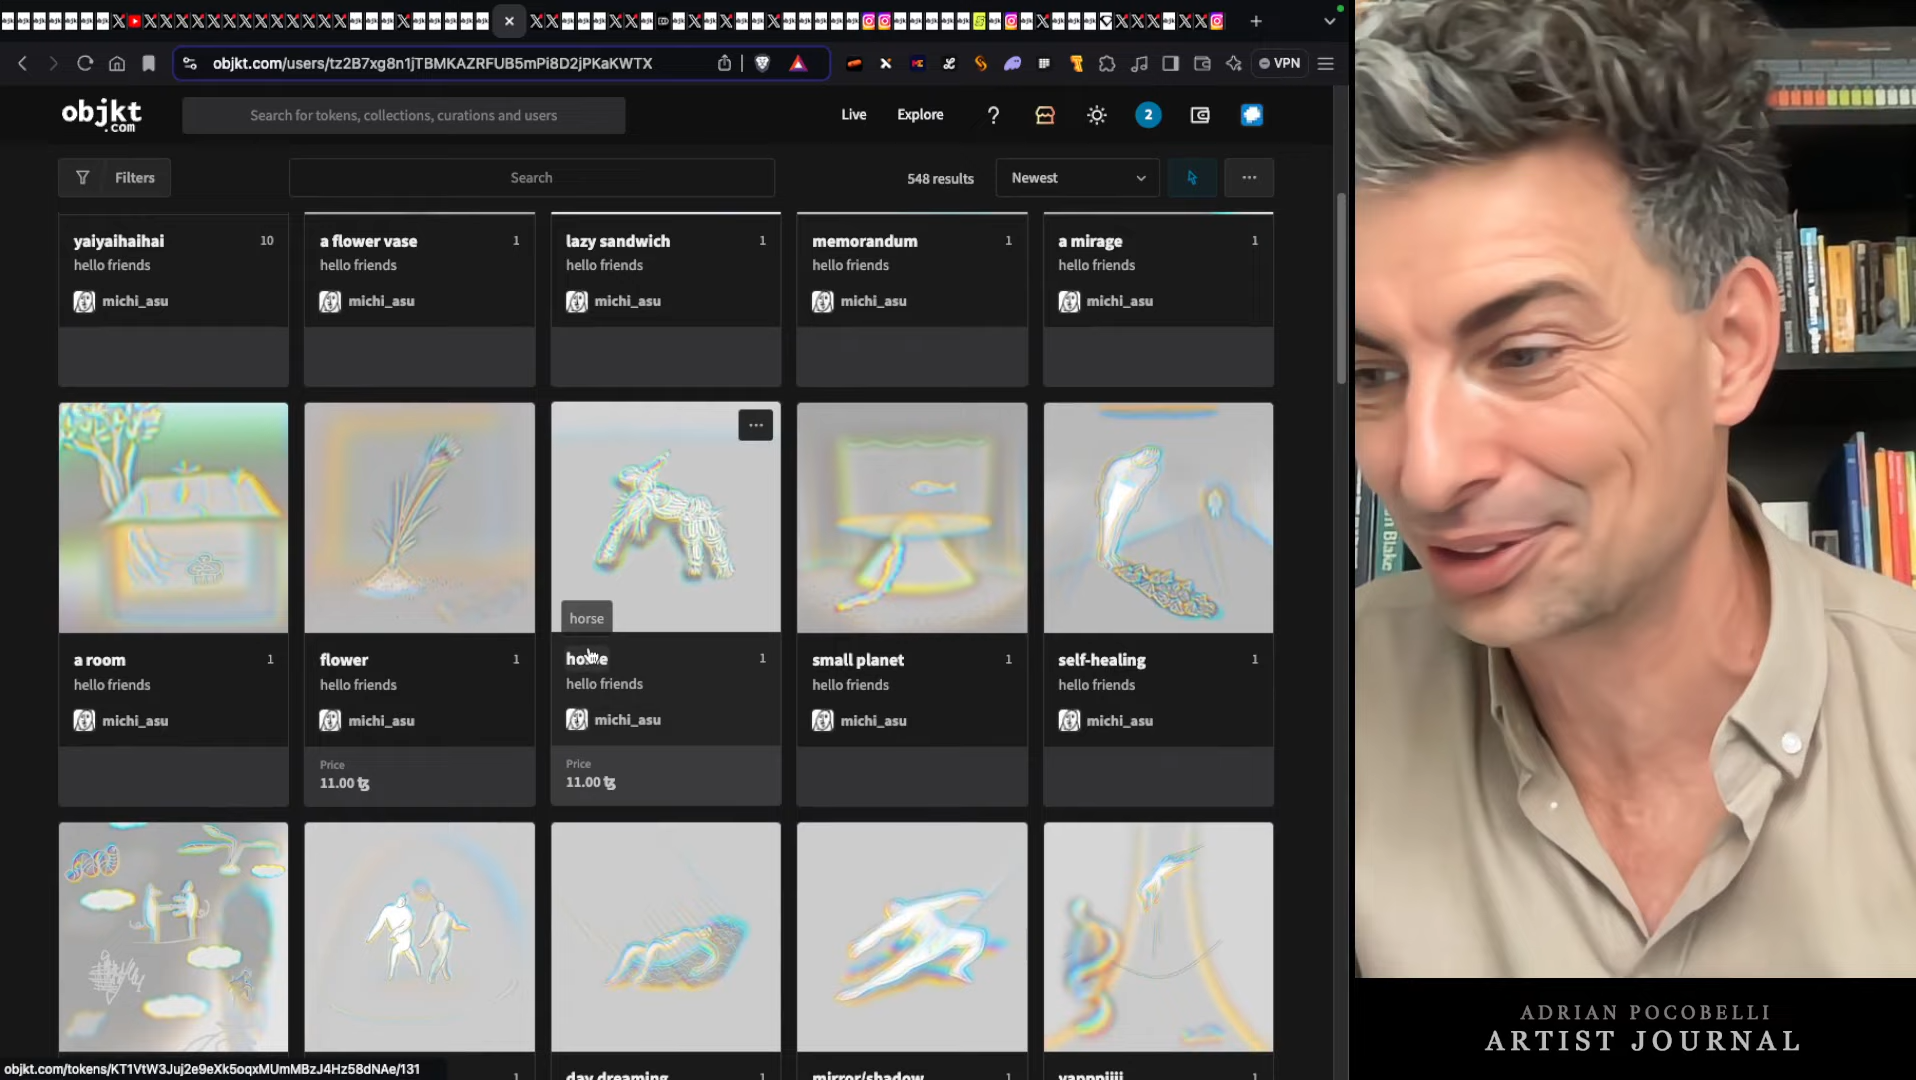 objkt.com/users/tz2B7xg8n1jTBMKAZRFUB5mPi8D2jPKaKWTX
VPN
objkt
.com
Search for tokens, collections, curations and users
Live
Explore
?
2
Filters
Search
548 results
Newest
yaiyaihaihai
10
hello friends
michi_asu
a flower vase
1
hello friends
michi_asu
lazy sandwich
1
hello friends
michi_asu
memorandum
1
hello friends
michi_asu
a mirage
1
hello friends
michi_asu
a room
1
hello friends
michi_asu
flower
1
hello friends
michi_asu
Price
11.00 ꜩ
horse
horse
1
hello friends
michi_asu
Price
11.00 ꜩ
small planet
1
hello friends
michi_asu
self-healing
1
hello friends
michi_asu
day dreaming
mirror/shadow
yapppiiii
objkt.com/tokens/KT1VtW3Juj2e9eXk5oqxMUmMBzJ4Hz58dNAe/131
n Blake
ADRIAN POCOBELLI
ARTIST JOURNAL